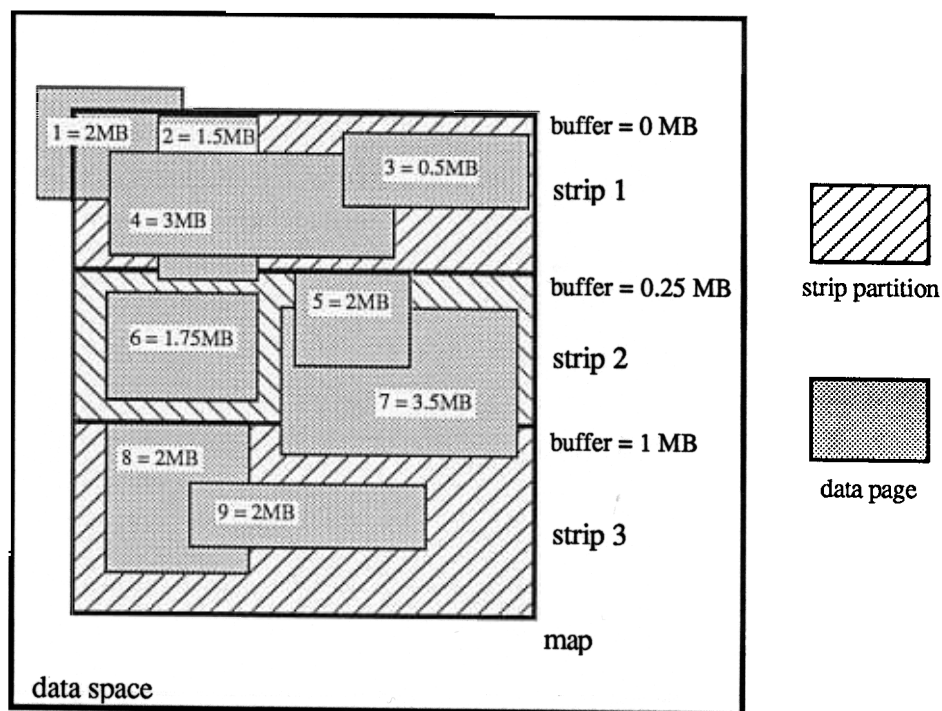 1 = 2MB
2 = 1.5MB
buffer = 0 MB
3 = 0.5MB
strip 1
4 = 3MB
strip partition
buffer = 0.25 MB
5 = 2MB
6 = 1.75MB
strip 2
7 = 3.5MB
buffer = 1 MB
8 = 2MB
data page
9 = 2MB
strip 3
map
data space